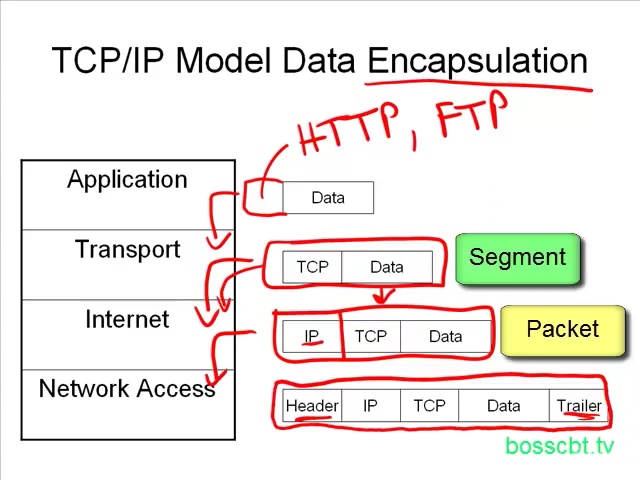 TCP/IP Model Data Encapsulation
HTTP, FTP
Application
Data
Transport
TCP Data
Segment
Internet
IP TCP Data
Packet
Network Access
Header IP TCP Data Trailer
bosscbt.tv